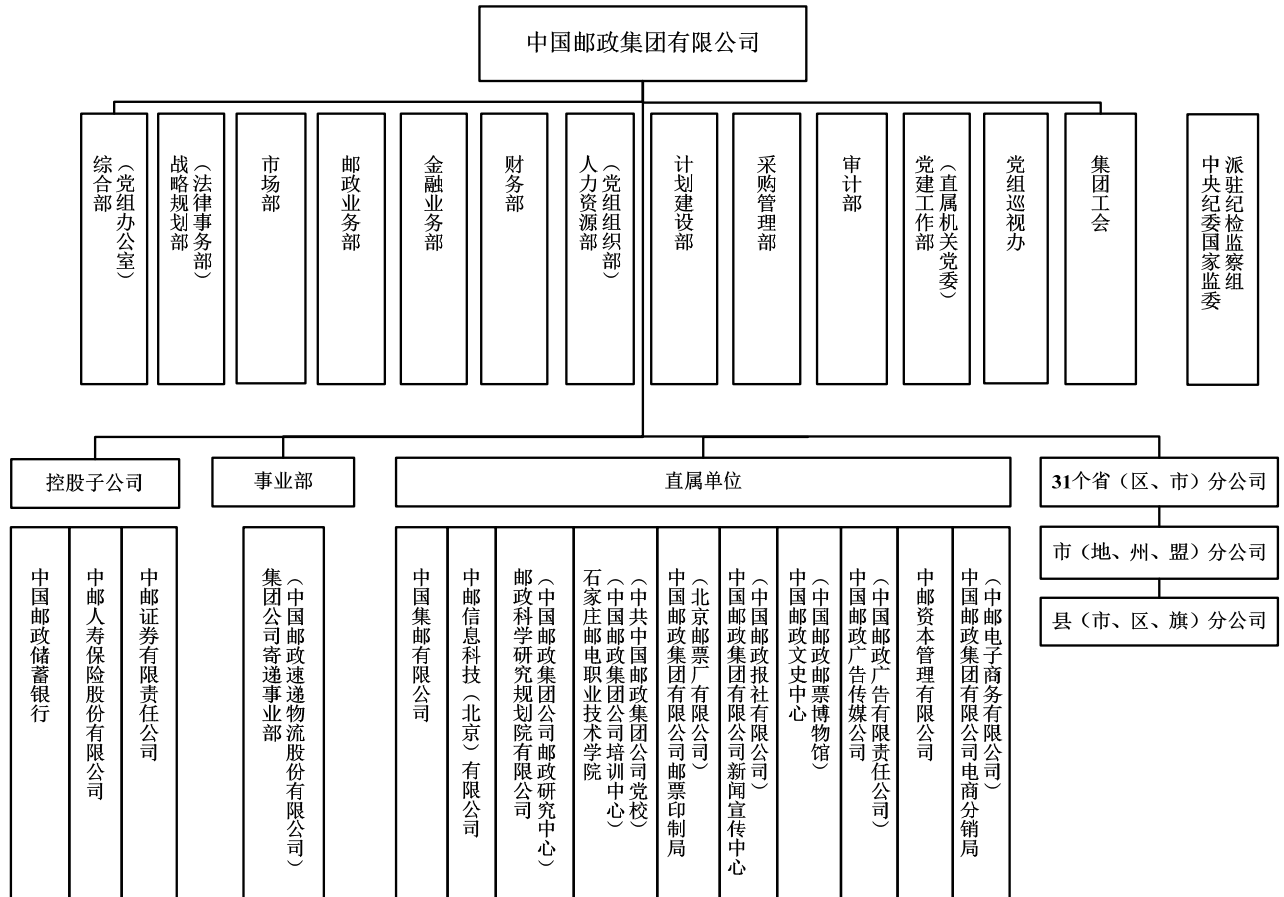 中国邮政集团有限公司
综合部
（党组办公室）
战略规划部
（法律事务部）
市场部
邮政业务部
金融业务部
财务部
人力资源部
（党组组织部）
计划建设部
采购管理部
审计部
党建工作部
（直属机关党委）
党组巡视办
集团工会
中央纪委国家监委
派驻纪检监察组
控股子公司
事业部
直属单位
31个省（区、市）分公司
市（地、州、盟）分公司
县（市、区、旗）分公司
中国邮政储蓄银行
中邮人寿保险股份有限公司
中邮证券有限责任公司
集团公司寄递事业部
（中国邮政速递物流股份有限公司）
中国集邮有限公司
中邮信息科技（北京）有限公司
邮政科学研究规划院有限公司
（中国邮政集团公司邮政研究中心）
石家庄邮电职业技术学院
（中国邮政集团公司培训中心）
（中共中国邮政集团公司党校）
中国邮政集团有限公司邮票印制局
（北京邮票厂有限公司）
中国邮政集团有限公司新闻宣传中心
（中国邮政报社有限公司）
中国邮政文史中心
（中国邮政邮票博物馆）
中国邮政广告传媒公司
（中国邮政广告有限责任公司）
中邮资本管理有限公司
中国邮政集团有限公司电商分销局
（中邮电子商务有限公司）